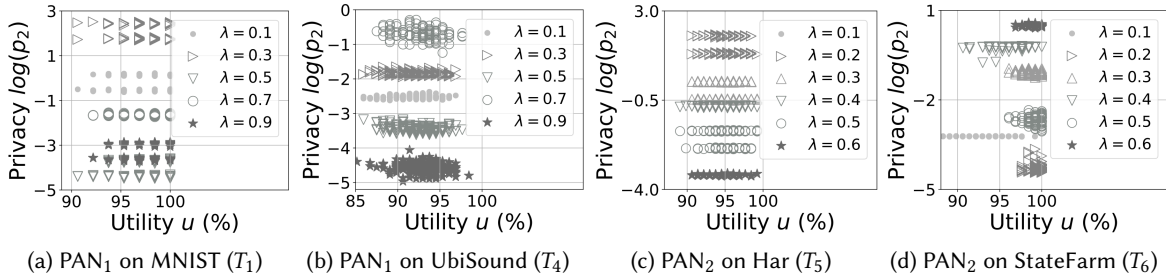 Privacy log(p₂)
3
1
−1
−3
−5
90
95
100
Utility u (%)
λ = 0.1
λ = 0.3
λ = 0.5
λ = 0.7
λ = 0.9
(a) PAN₁ on MNIST (T₁)
Privacy log(p₂)
0
−1
−2
−3
−4
−5
85
90
95
100
Utility u (%)
λ = 0.1
λ = 0.3
λ = 0.5
λ = 0.7
λ = 0.9
(b) PAN₁ on UbiSound (T₄)
Privacy log(p₂)
3.0
−0.5
−4.0
90
95
100
Utility u (%)
λ = 0.1
λ = 0.2
λ = 0.3
λ = 0.4
λ = 0.5
λ = 0.6
(c) PAN₂ on Har (T₅)
Privacy log(p₂)
1
−2
−5
90
95
100
Utility u (%)
λ = 0.1
λ = 0.2
λ = 0.3
λ = 0.4
λ = 0.5
λ = 0.6
(d) PAN₂ on StateFarm (T₆)